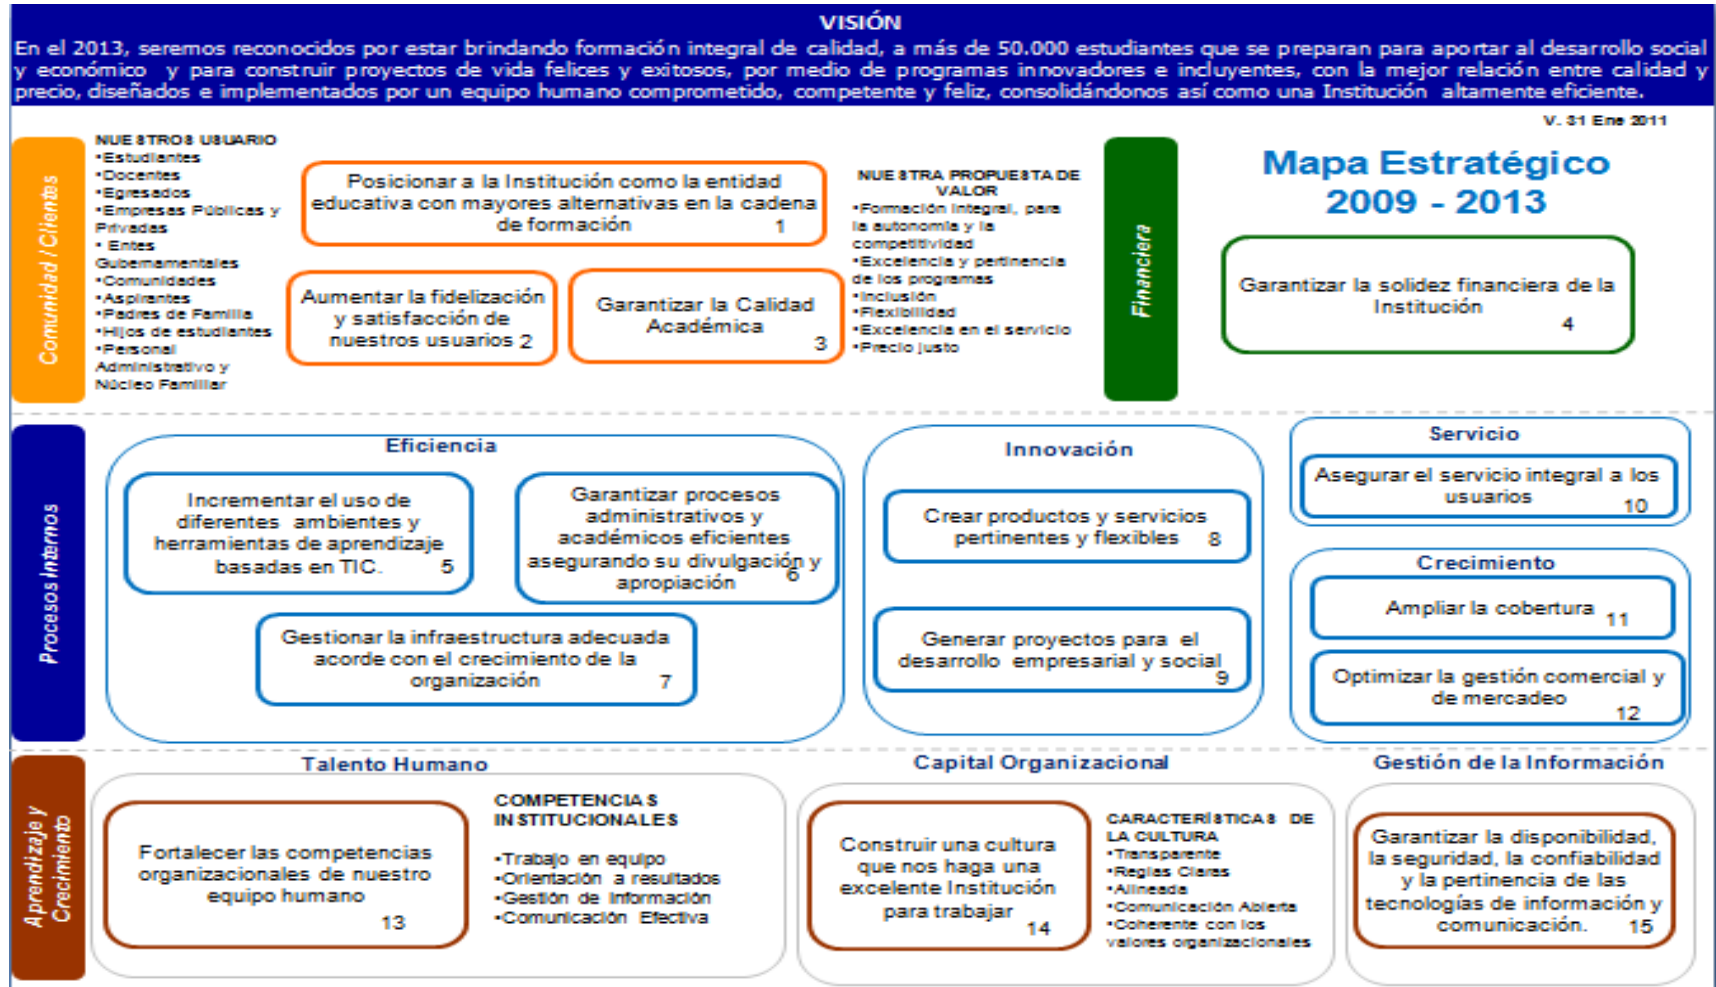 VISIÓN
En el 2013, seremos reconocidos por estar brindando formación integral de calidad, a más de 50.000 estudiantes que se preparan para aportar al desarrollo social
y económico y para construir proyectos de vida felices y exitosos, por medio de programas innovadores e incluyentes, con la mejor relación entre calidad y
precio, diseñados e implementados por un equipo humano comprometido, competente y feliz, consolidándonos así como una Institución altamente eficiente.
V. 31 Ene 2011
Mapa Estratégico
2009 - 2013
Comunidad / Clientes
NUESTROS USUARIO
•Estudiantes
•Docentes
•Egresados
•Empresas Públicas y
Privadas
• Entes
Gubernamentales
•Comunidades
•Aspirantes
•Padres de Familia
•Hijos de estudiantes
•Personal
Administrativo y
Núcleo Familiar
Posicionar a la Institución como la entidad
educativa con mayores alternativas en la cadena
de formación 1
Aumentar la fidelización
y satisfacción de
nuestros usuarios 2
Garantizar la Calidad
Académica
3
NUESTRA PROPUESTA DE
VALOR
•Formación Integral, para
la autonomía y la
competitividad
•Excelencia y pertinencia
de los programas
•Inclusión
•Flexibilidad
•Excelencia en el servicio
•Precio justo
Financiera
Garantizar la solidez financiera de la
Institución
4
Procesos Internos
Eficiencia
Incrementar el uso de
diferentes ambientes y
herramientas de aprendizaje
basadas en TIC. 5
Garantizar procesos
administrativos y
académicos eficientes
asegurando su divulgación y
apropiación 6
Gestionar la infraestructura adecuada
acorde con el crecimiento de la
organización 7
Innovación
Crear productos y servicios
pertinentes y flexibles 8
Generar proyectos para el
desarrollo empresarial y social
9
Servicio
Asegurar el servicio integral a los
usuarios 10
Crecimiento
Ampliar la cobertura 11
Optimizar la gestión comercial y
de mercadeo
12
Aprendizaje y
Crecimiento
Talento Humano
Fortalecer las competencias
organizacionales de nuestro
equipo humano
13
COMPETENCIAS
INSTITUCIONALES
•Trabajo en equipo
•Orientación a resultados
•Gestión de Información
•Comunicación Efectiva
Capital Organizacional
Construir una cultura
que nos haga una
excelente Institución
para trabajar
14
CARACTERÍSTICAS DE
LA CULTURA
•Transparente
•Reglas Claras
•Alineada
•Comunicación Abierta
•Coherente con los
valores organizacionales
Gestión de la Información
Garantizar la disponibilidad,
la seguridad, la confiabilidad
y la pertinencia de las
tecnologías de información y
comunicación. 15